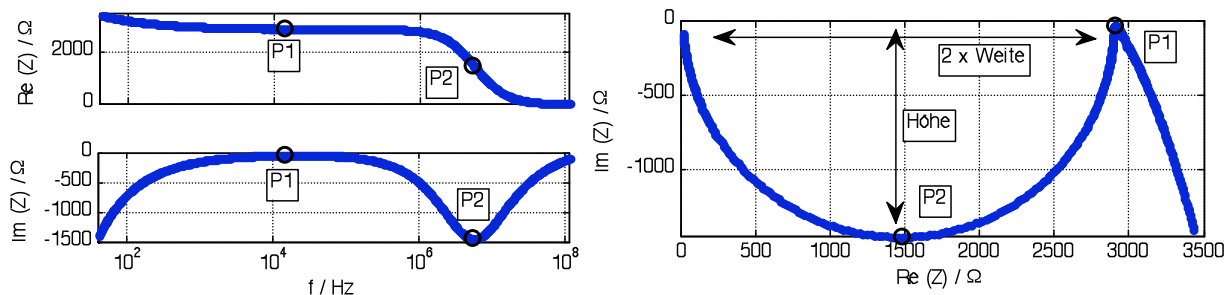 Re (Z) / Ω
2000
0
P1
P2
Im (Z) / Ω
0
-500
-1000
-1500
P1
P2
10² 10⁴ 10⁶ 10⁸
f / Hz
Im (Z) / Ω
0
-500
-1000
2 x Weite
P1
Höhe
P2
0 500 1000 1500 2000 2500 3000 3500
Re (Z) / Ω